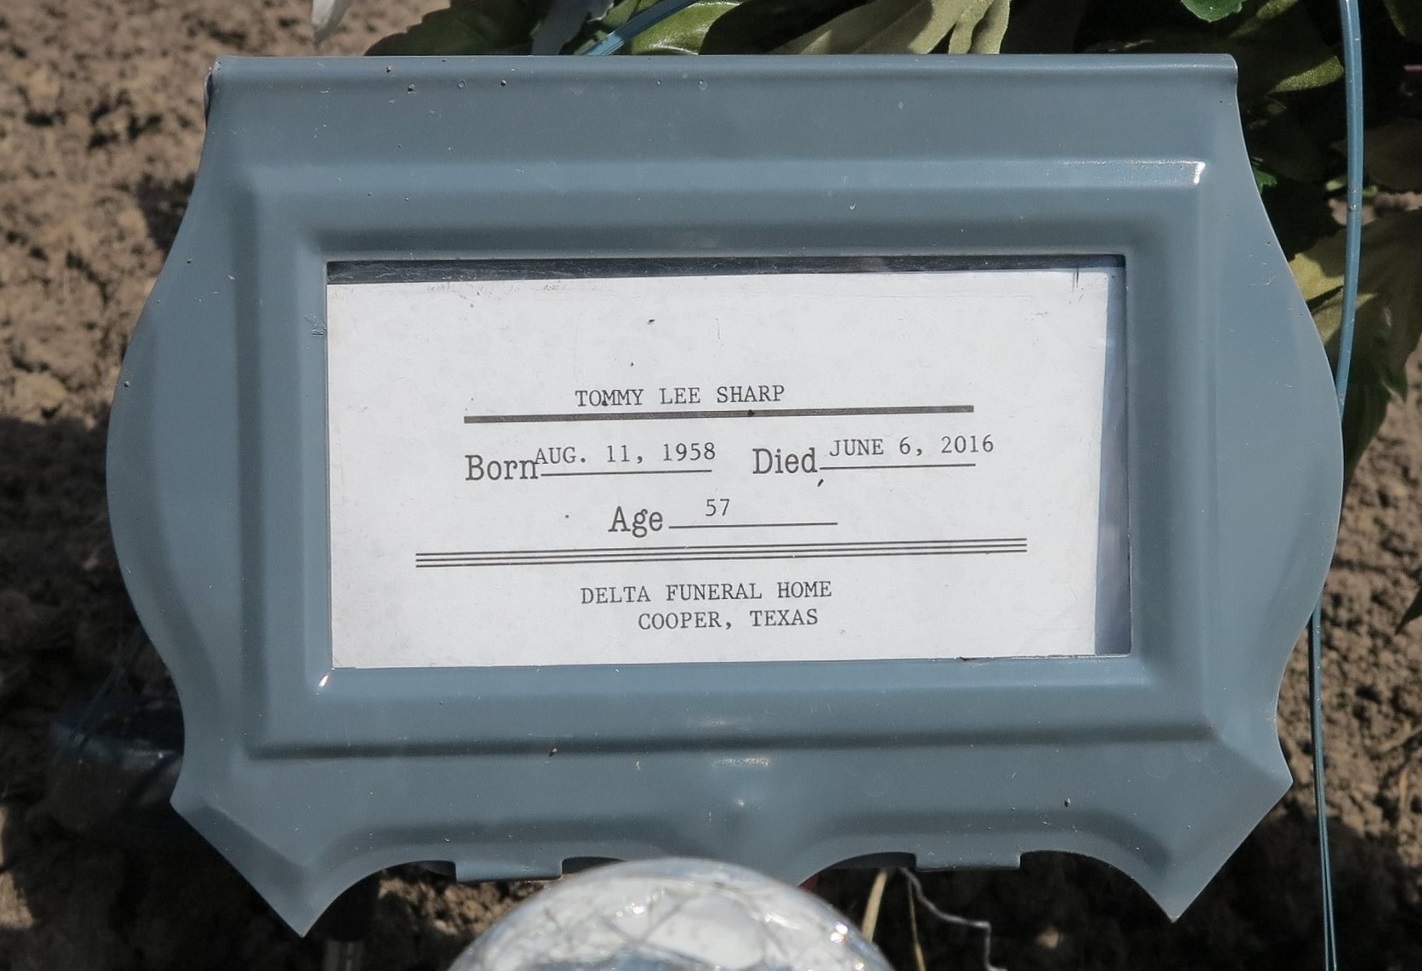 TOMMY LEE SHARP
Born AUG. 11, 1958 Died JUNE 6, 2016
Age 57
DELTA FUNERAL HOME
COOPER, TEXAS